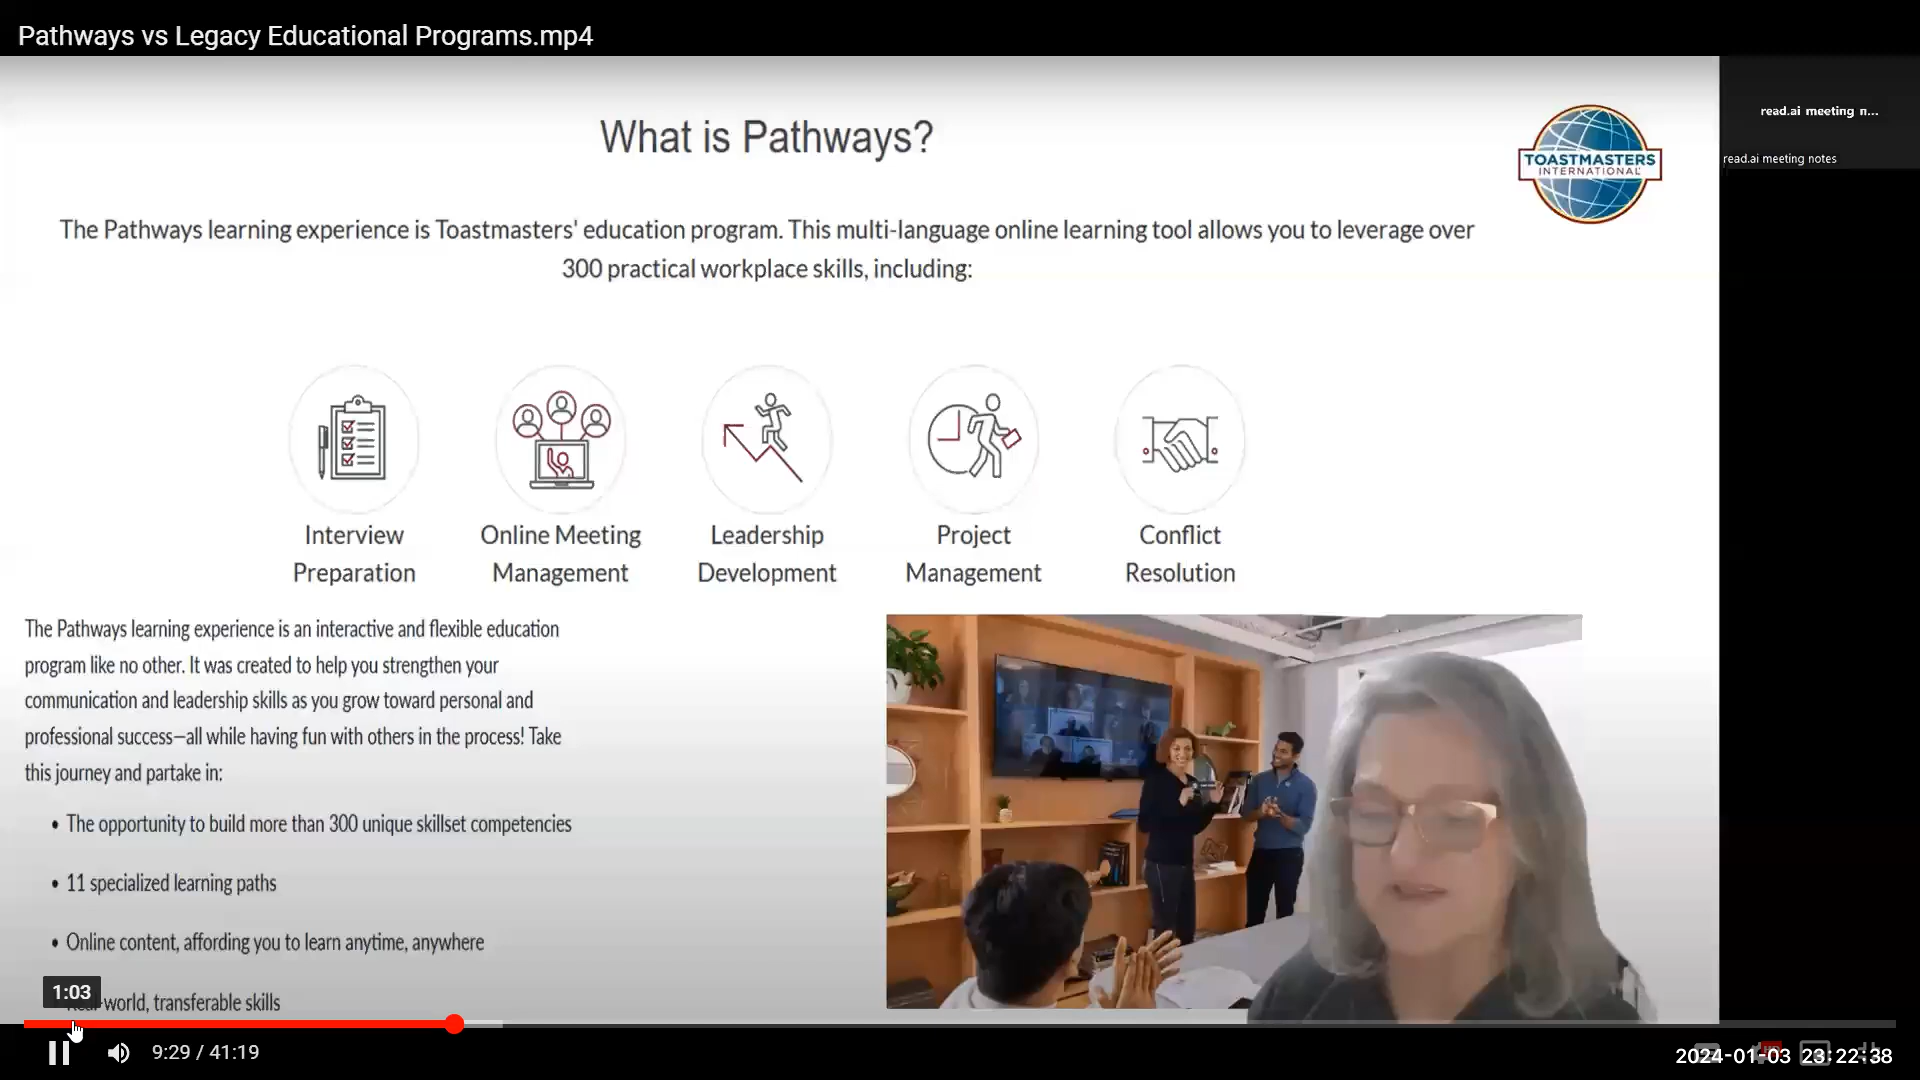 Pathways vs Legacy Educational Programs.mp4
What is Pathways?
TOASTMASTERS
INTERNATIONAL
read.ai meeting n...
read.ai meeting notes
The Pathways learning experience is Toastmasters' education program. This multi-language online learning tool allows you to leverage over
300 practical workplace skills, including:
Interview
Preparation
Online Meeting
Management
Leadership
Development
Project
Management
Conflict
Resolution
The Pathways learning experience is an interactive and flexible education
program like no other. It was created to help you strengthen your
communication and leadership skills as you grow toward personal and
professional success—all while having fun with others in the process! Take
this journey and partake in:
• The opportunity to build more than 300 unique skillset competencies
• 11 specialized learning paths
• Online content, affording you to learn anytime, anywhere
1:03
-world, transferable skills
9:29 / 41:19
2024-01-03 23:22:38